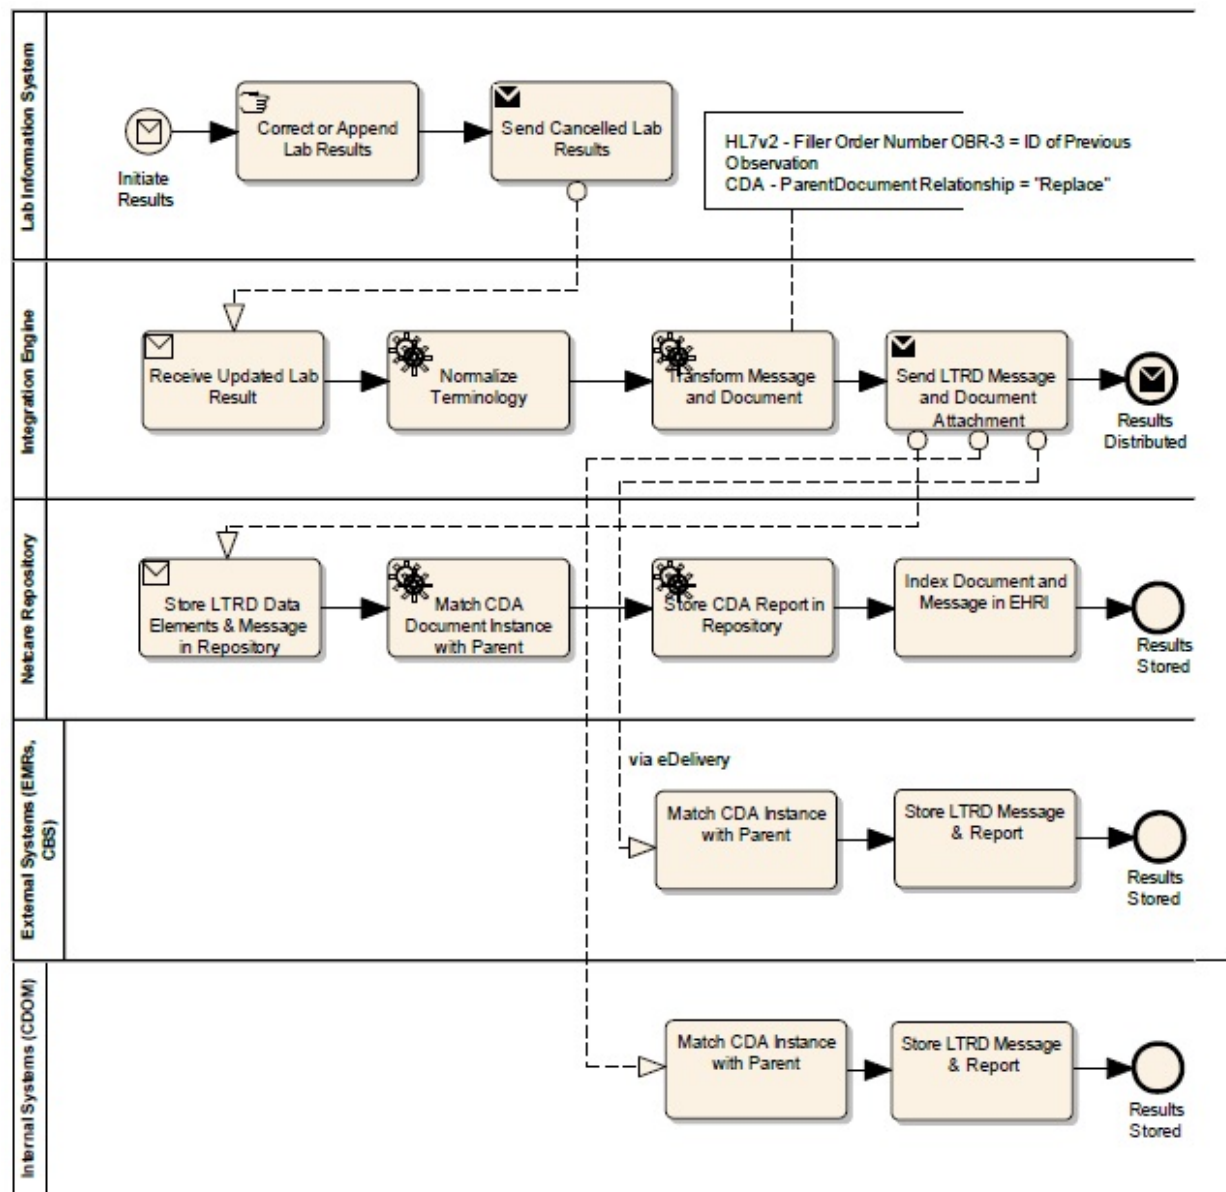 Lab Information System
Initiate
Results
Correct or Append
Lab Results
Send Cancelled Lab
Results
HL7v2 - Filler Order Number OBR-3 = ID of Previous
Observation
CDA - ParentDocument Relationship = "Replace"
Integration Engine
Receive Updated Lab
Result
Normalize
Terminology
Transform Message
and Document
Send LTRD Message
and Document
Attachment
Results
Distributed
Netcare Repository
Store LTRD Data
Elements & Message
in Repository
Match CDA
Document Instance
with Parent
Store CDA Report in
Repository
Index Document and
Message in EHRI
Results
Stored
External Systems (EMRs,
CBS)
via eDelivery
Match CDA Instance
with Parent
Store LTRD Message
& Report
Results
Stored
Internal Systems (CDOM)
Match CDA Instance
with Parent
Store LTRD Message
& Report
Results
Stored